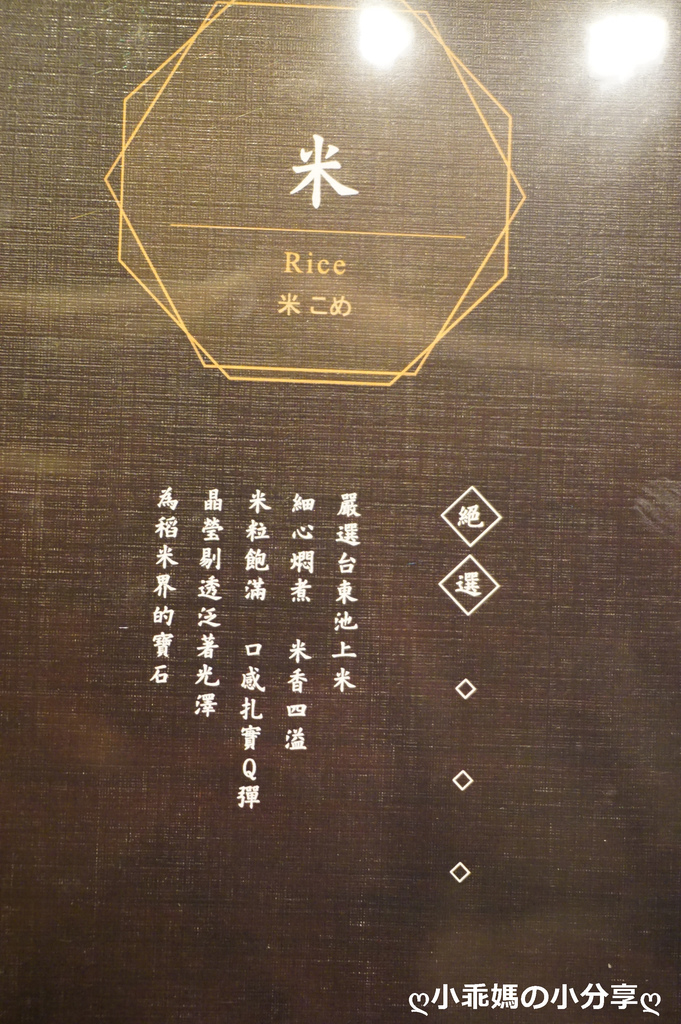 米
Rice
米 こめ
絕選
嚴選台東池上米
細心燜煮 米香四溢
米粒飽滿 口感扎實Q彈
晶瑩剔透泛著光澤
為稻米界的寶石
ღ小乖媽の小分享ღ